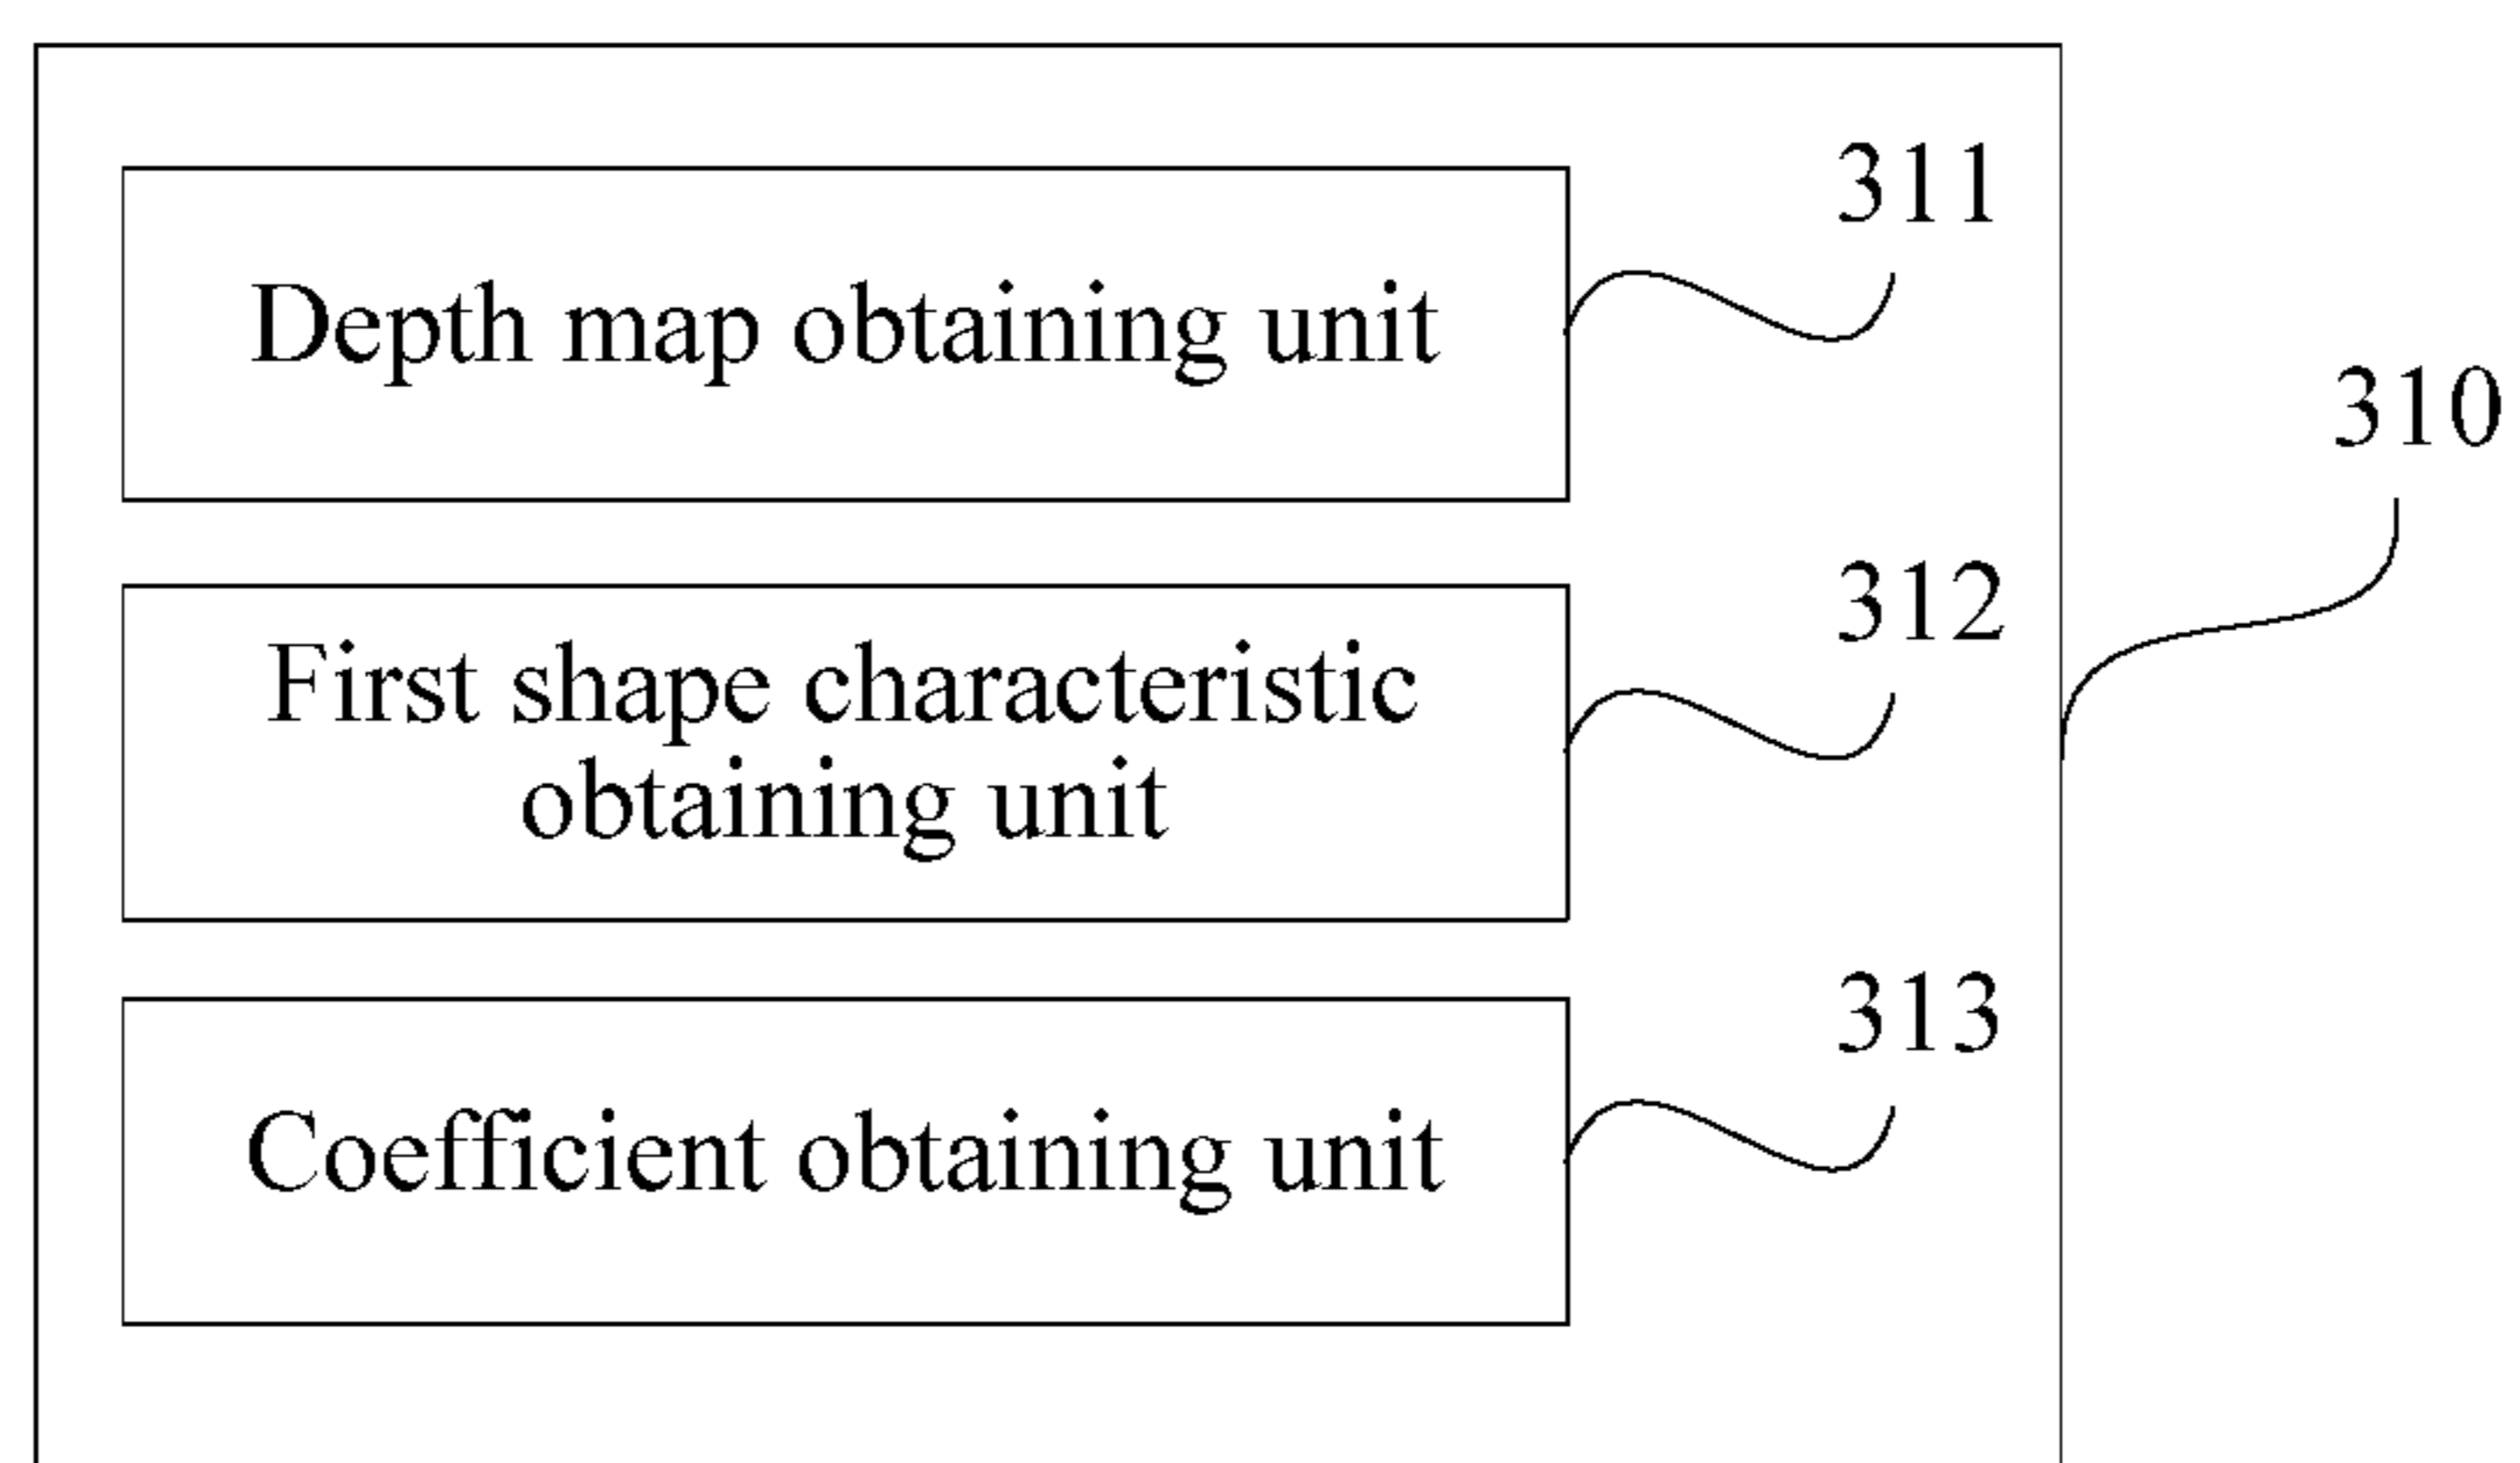 311
Depth map obtaining unit
310
312
First shape characteristic
obtaining unit
313
Coefficient obtaining unit